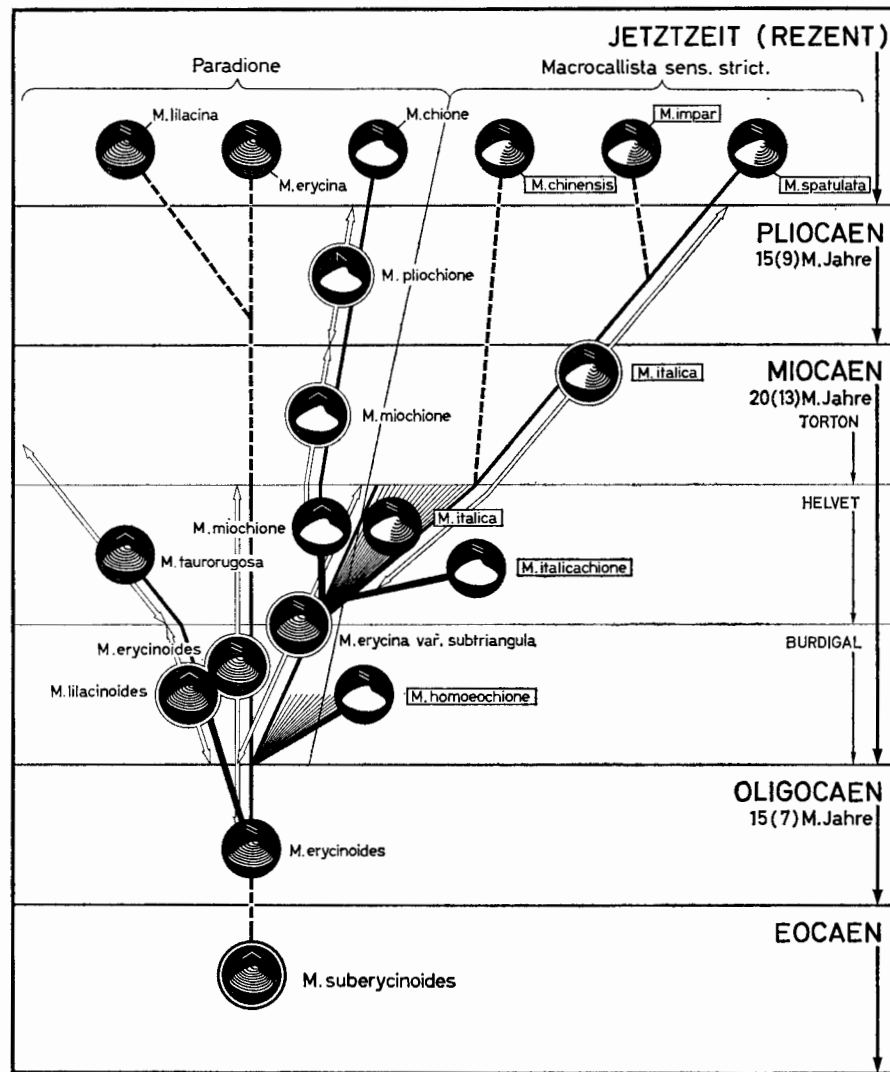 JETZTZEIT (REZENT)
Paradione
Macrocallista sens. strict.
M. lilacina
M. erycina
M. chione
M. chinensis
M. impar
M. spatulata
PLIOCAEN
15(9) M. Jahre
M. pliochione
MIOCAEN
20(13) M. Jahre
TORTON
M. italica
M. miochione
HELVET
M. miochione
M. italica
M. taurorugosa
M. italicachione
BURDIGAL
M. erycina var. subtriangula
M. erycinoides
M. lilacinoides
M. homoeochione
OLIGOCAEN
15(7) M. Jahre
M. erycinoides
EOCAEN
M. suberycinoides